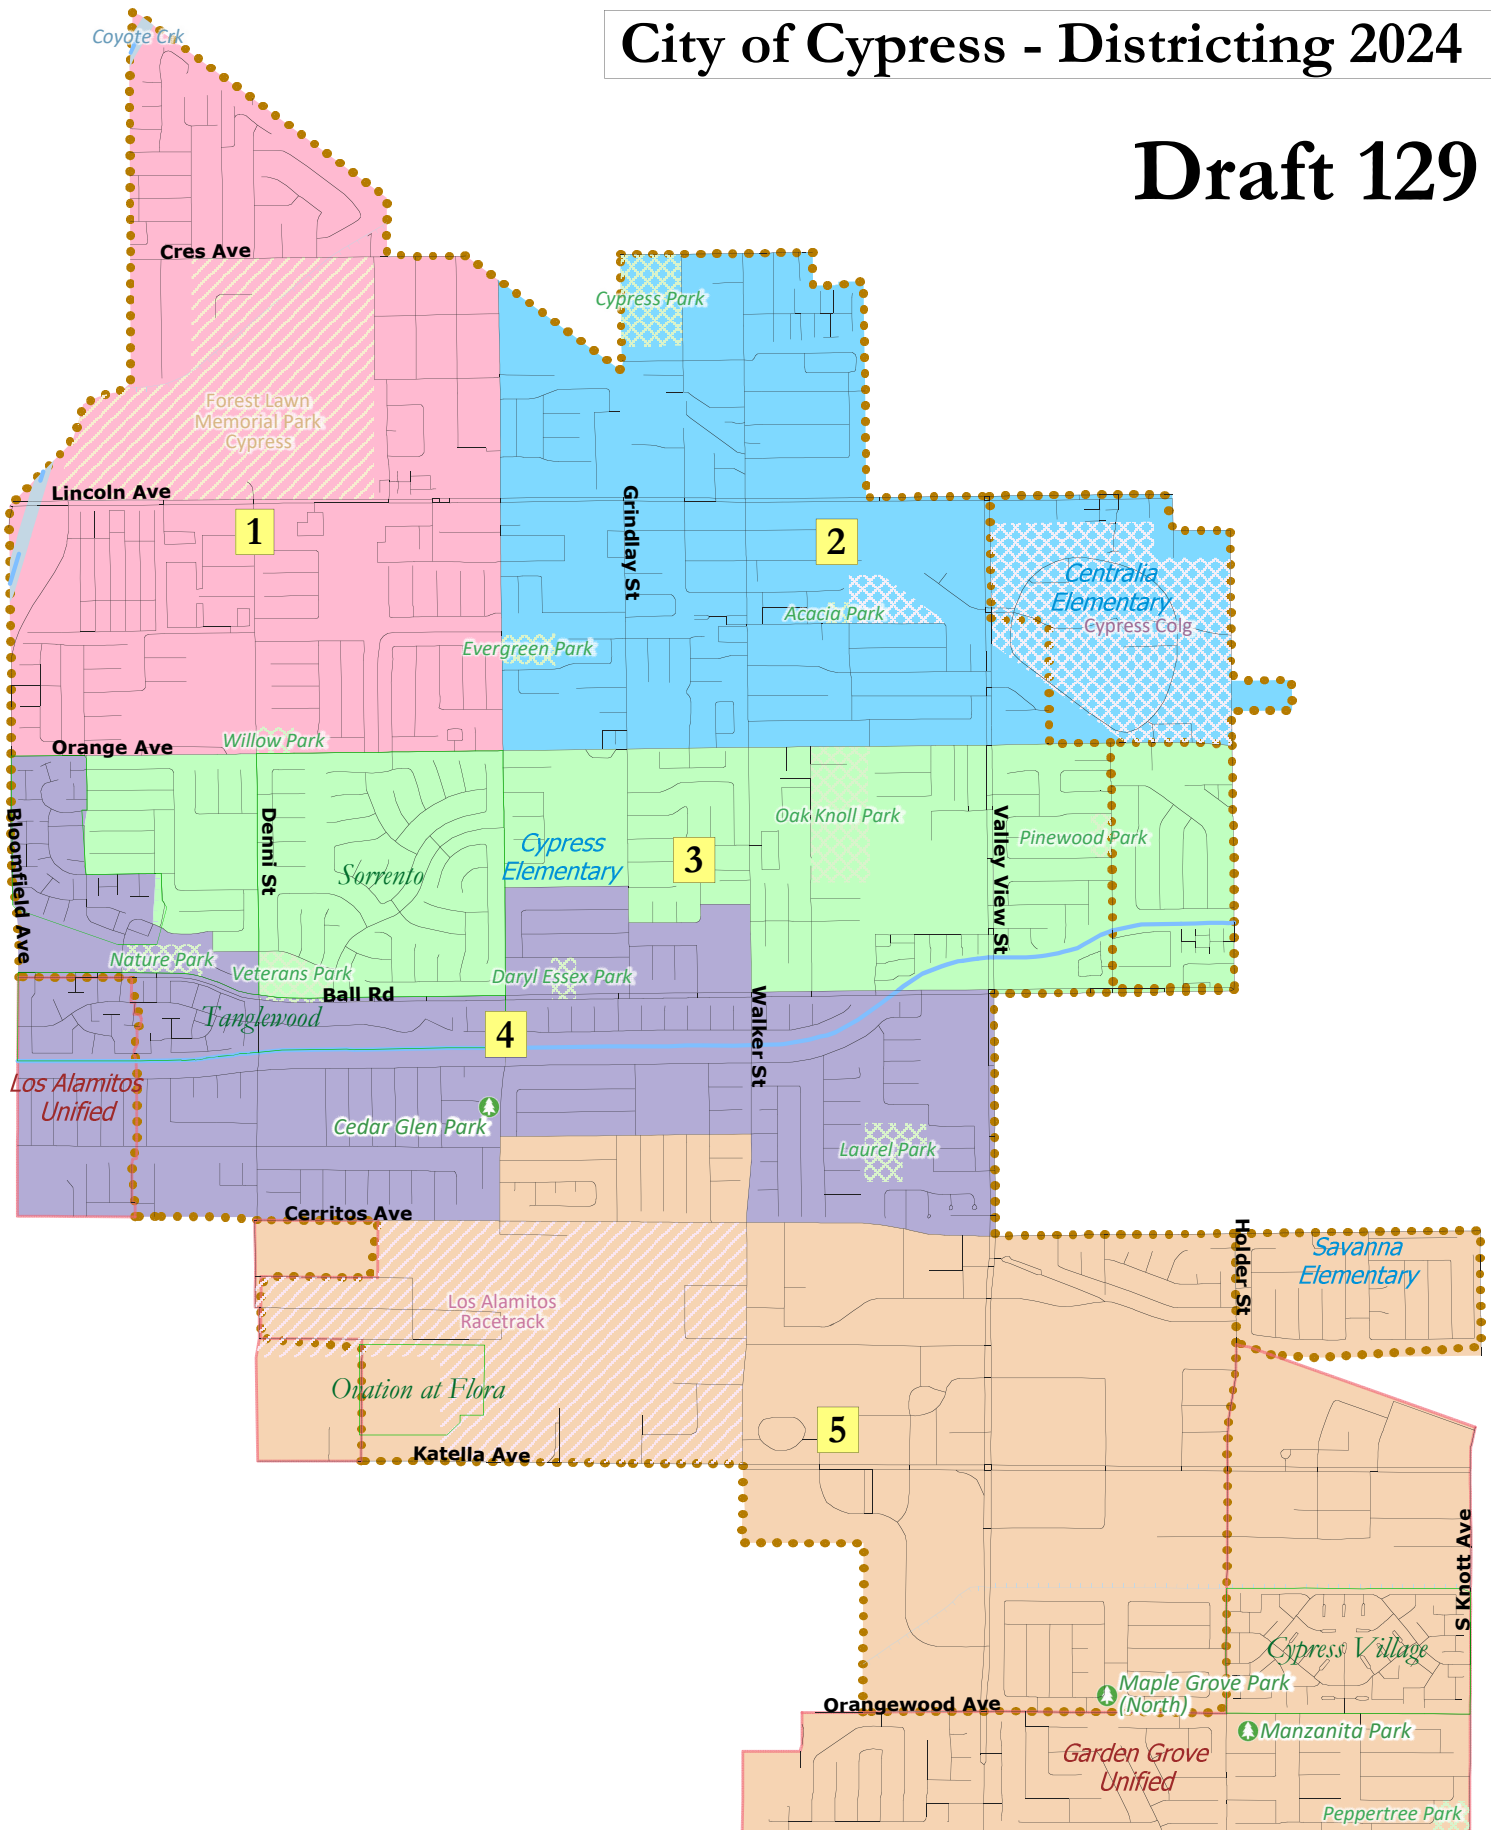 City of Cypress - Districting 2024
Draft 129
Coyote Crk
Cres Ave
Cypress Park
Forest Lawn
Memorial Park
Cypress
Lincoln Ave
Grindlay St
1
2
Centralia
Elementary
Acacia Park
Cypress Colg
Evergreen Park
Willow Park
Orange Ave
Bloomfield Ave
Denni St
Valley View St
Oak Knoll Park
Pinewood Park
Cypress
Elementary
3
Sorrento
Nature Park
Veterans Park
Daryl Essex Park
Ball Rd
Walker St
Tanglewood
4
Los Alamitos
Unified
Cedar Glen Park
Laurel Park
Cerritos Ave
Holder St
Savanna
Elementary
Los Alamitos
Racetrack
Ovation at Flora
5
Katella Ave
S Knott Ave
Cypress Village
Maple Grove Park
(North)
Orangewood Ave
Manzanita Park
Garden Grove
Unified
Peppertree Park